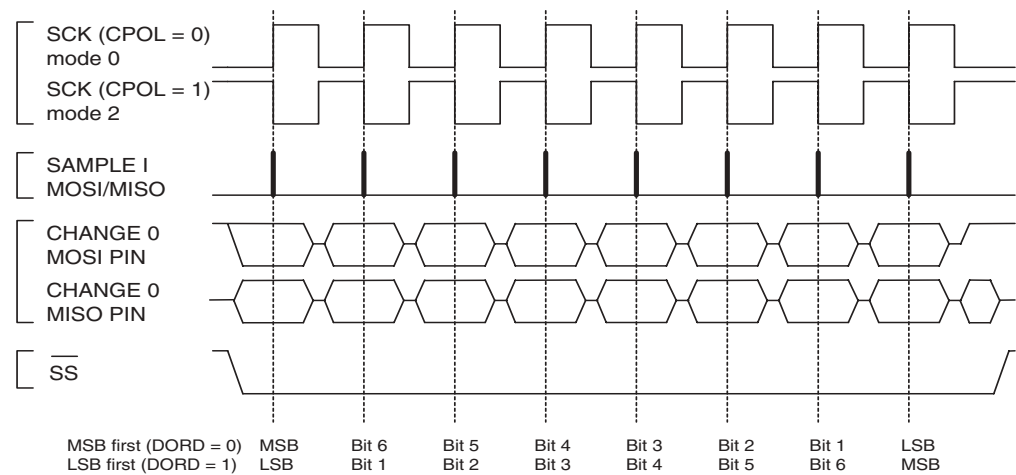 SCK (CPOL = 0)
mode 0
SCK (CPOL = 1)
mode 2
SAMPLE I
MOSI/MISO
CHANGE 0
MOSI PIN
CHANGE 0
MISO PIN
SS
MSB first (DORD = 0) MSB Bit 6 Bit 5 Bit 4 Bit 3 Bit 2 Bit 1 LSB
LSB first (DORD = 1) LSB Bit 1 Bit 2 Bit 3 Bit 4 Bit 5 Bit 6 MSB